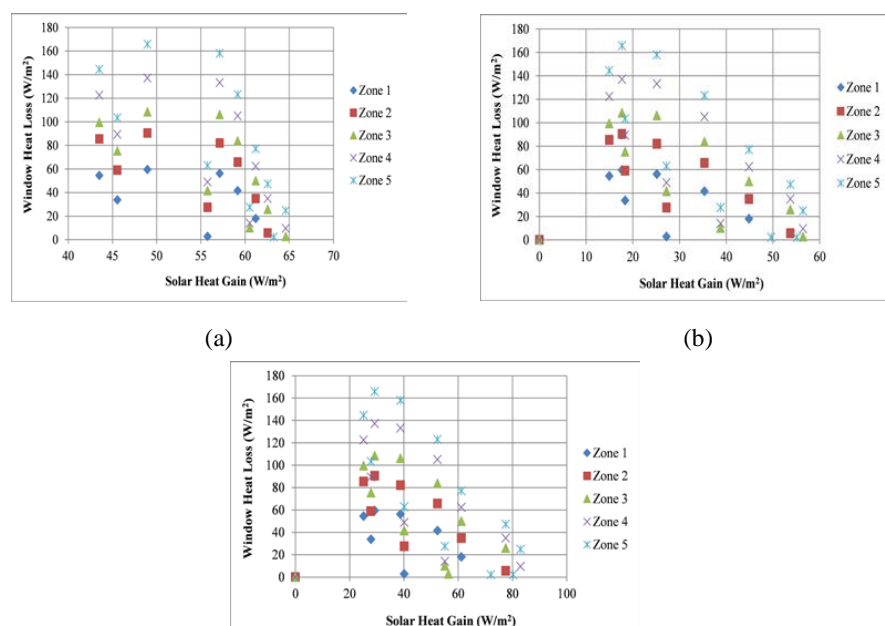 180
160
140
120
100
80
60
40
20
0
Window Heat Loss (W/m²)
40 45 50 55 60 65 70
Solar Heat Gain (W/m²)
Zone 1
Zone 2
Zone 3
Zone 4
Zone 5
(a)
180
160
140
120
100
80
60
40
20
0
Window Heat Loss (W/m²)
0 10 20 30 40 50 60
Solar Heat Gain (W/m²)
Zone 1
Zone 2
Zone 3
Zone 4
Zone 5
(b)
180
160
140
120
100
80
60
40
20
0
Window Heat Loss (W/m²)
0 20 40 60 80 100
Solar Heat Gain (W/m²)
Zone 1
Zone 2
Zone 3
Zone 4
Zone 5